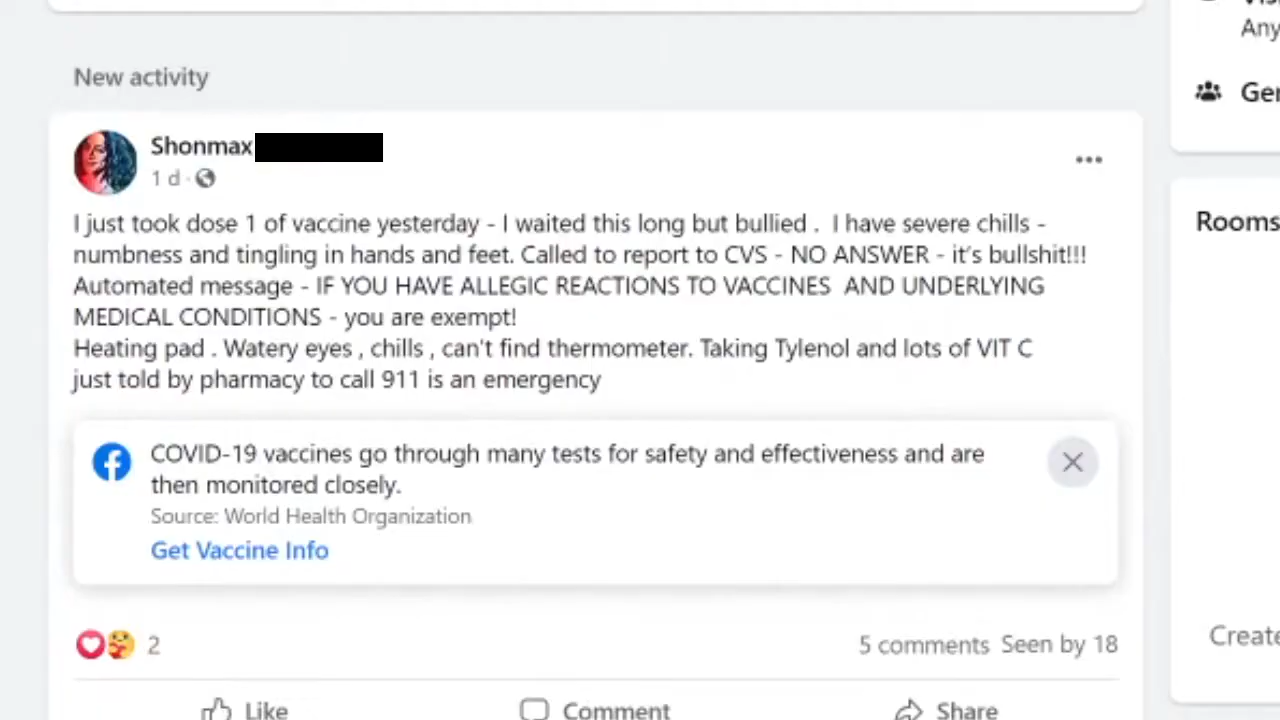 Any
New activity
Shonmax
1 d ·
I just took dose 1 of vaccine yesterday - I waited this long but bullied . I have severe chills -
numbness and tingling in hands and feet. Called to report to CVS - NO ANSWER - it's bullshit!!!
Automated message - IF YOU HAVE ALLEGIC REACTIONS TO VACCINES AND UNDERLYING
MEDICAL CONDITIONS - you are exempt!
Heating pad . Watery eyes , chills , can't find thermometer. Taking Tylenol and lots of VIT C
just told by pharmacy to call 911 is an emergency
COVID-19 vaccines go through many tests for safety and effectiveness and are
then monitored closely.
Source: World Health Organization
Get Vaccine Info
2
5 comments Seen by 18
Like
Comment
Share
Rooms
Create